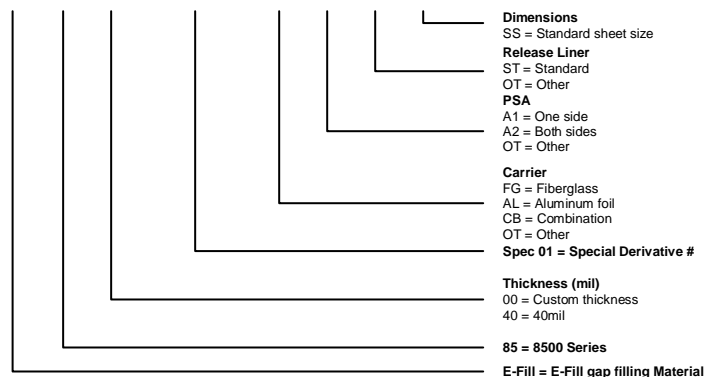 Dimensions
SS = Standard sheet size
Release Liner
ST = Standard
OT = Other
PSA
A1 = One side
A2 = Both sides
OT = Other
Carrier
FG = Fiberglass
AL = Aluminum foil
CB = Combination
OT = Other
Spec 01 = Special Derivative #
Thickness (mil)
00 = Custom thickness
40 = 40mil
85 = 8500 Series
E-Fill = E-Fill gap filling Material